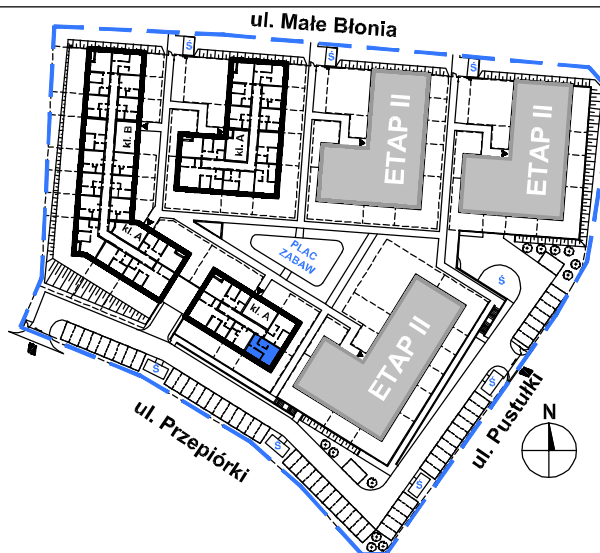 ul. Małe Błonia
Ś
Ś
Ś
kl. B
kl. A
ETAP II
ETAP II
kl. A
PLAC
ZABAW
Ś
kl. A
ETAP II
Ś
Ś
ul. Pustułki
N
ul. Przepiórki
Ś
Ś